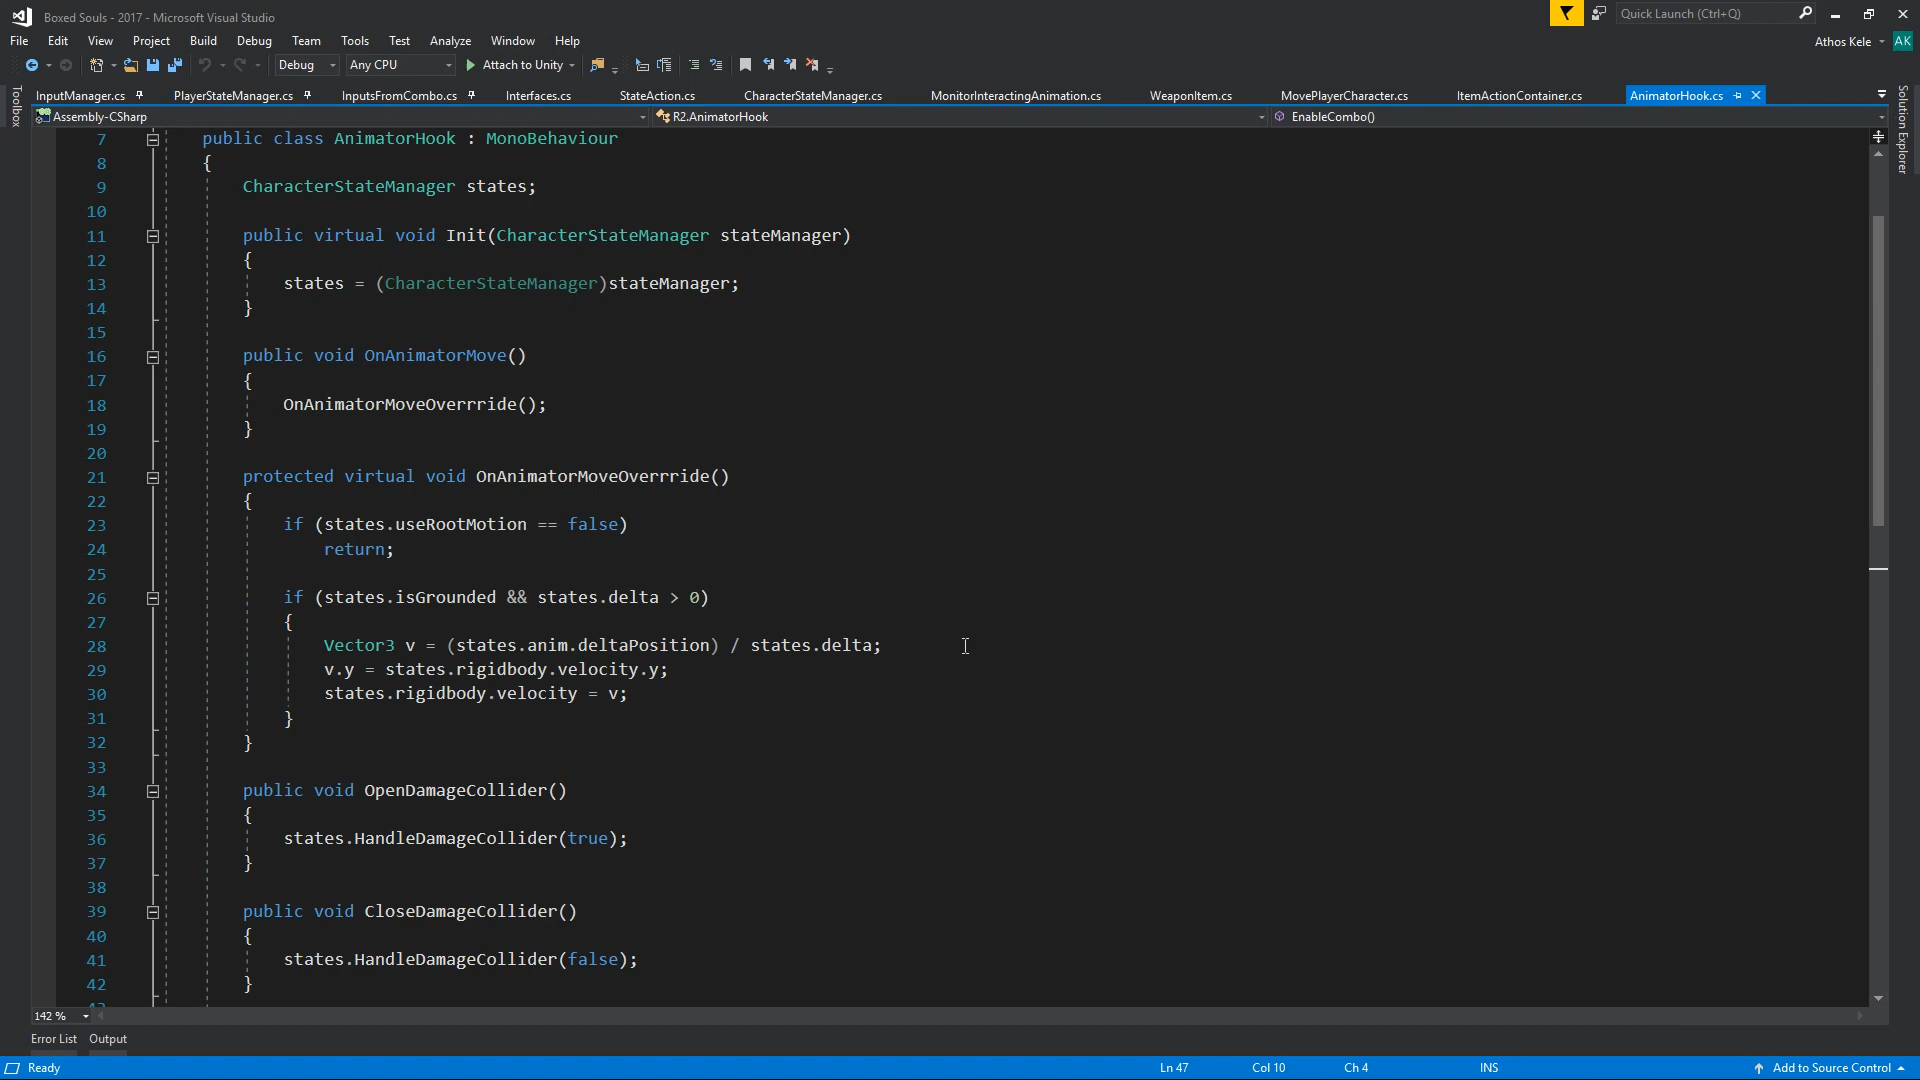 Boxed Souls - 2017 - Microsoft Visual Studio
Quick Launch (Ctrl+Q)
File Edit View Project Build Debug Team Tools Test Analyze Window Help
Athos Kele AK
Debug Any CPU Attach to Unity
Toolbox
InputManager.cs PlayerStateManager.cs InputsFromCombo.cs Interfaces.cs StateAction.cs CharacterStateManager.cs MonitorInteractingAnimation.cs WeaponItem.cs MovePlayerCharacter.cs ItemActionContainer.cs AnimatorHook.cs
Solution Explorer
Assembly-CSharp R2.AnimatorHook EnableCombo()
7 public class AnimatorHook : MonoBehaviour
8 {
9 CharacterStateManager states;
10
11 public virtual void Init(CharacterStateManager stateManager)
12 {
13 states = (CharacterStateManager)stateManager;
14 }
15
16 public void OnAnimatorMove()
17 {
18 OnAnimatorMoveOverrride();
19 }
20
21 protected virtual void OnAnimatorMoveOverrride()
22 {
23 if (states.useRootMotion == false)
24 return;
25
26 if (states.isGrounded && states.delta > 0)
27 {
28 Vector3 v = (states.anim.deltaPosition) / states.delta;
29 v.y = states.rigidbody.velocity.y;
30 states.rigidbody.velocity = v;
31 }
32 }
33
34 public void OpenDamageCollider()
35 {
36 states.HandleDamageCollider(true);
37 }
38
39 public void CloseDamageCollider()
40 {
41 states.HandleDamageCollider(false);
42 }
142 %
Error List Output
Ready Ln 47 Col 10 Ch 4 INS Add to Source Control